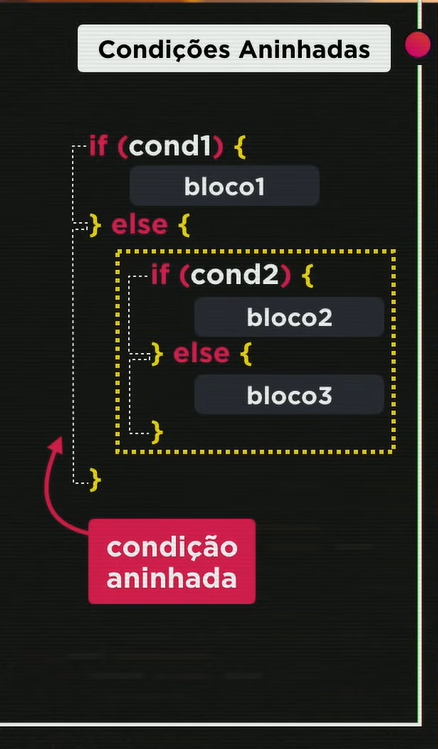 Condições Aninhadas
if (cond1) {
bloco1
} else {
if (cond2) {
bloco2
} else {
bloco3
}
}
condição
aninhada